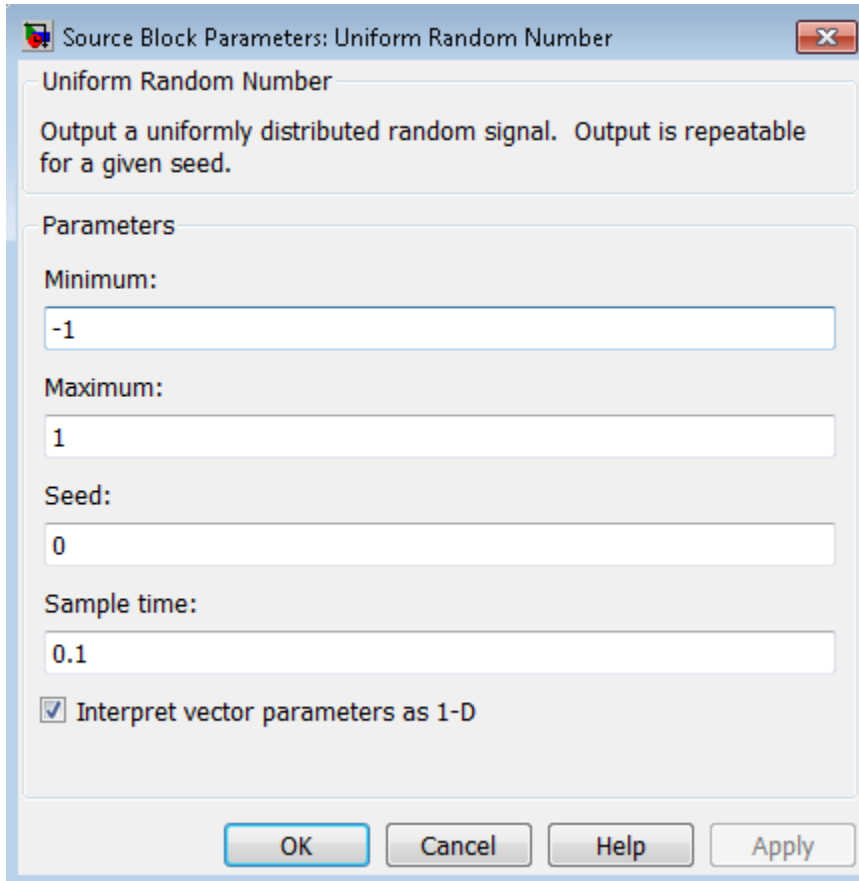 Source Block Parameters: Uniform Random Number
Uniform Random Number
Output a uniformly distributed random signal.  Output is repeatable
for a given seed.
Parameters
Minimum:
-1
Maximum:
1
Seed:
0
Sample time:
0.1
Interpret vector parameters as 1-D
OK Cancel Help Apply